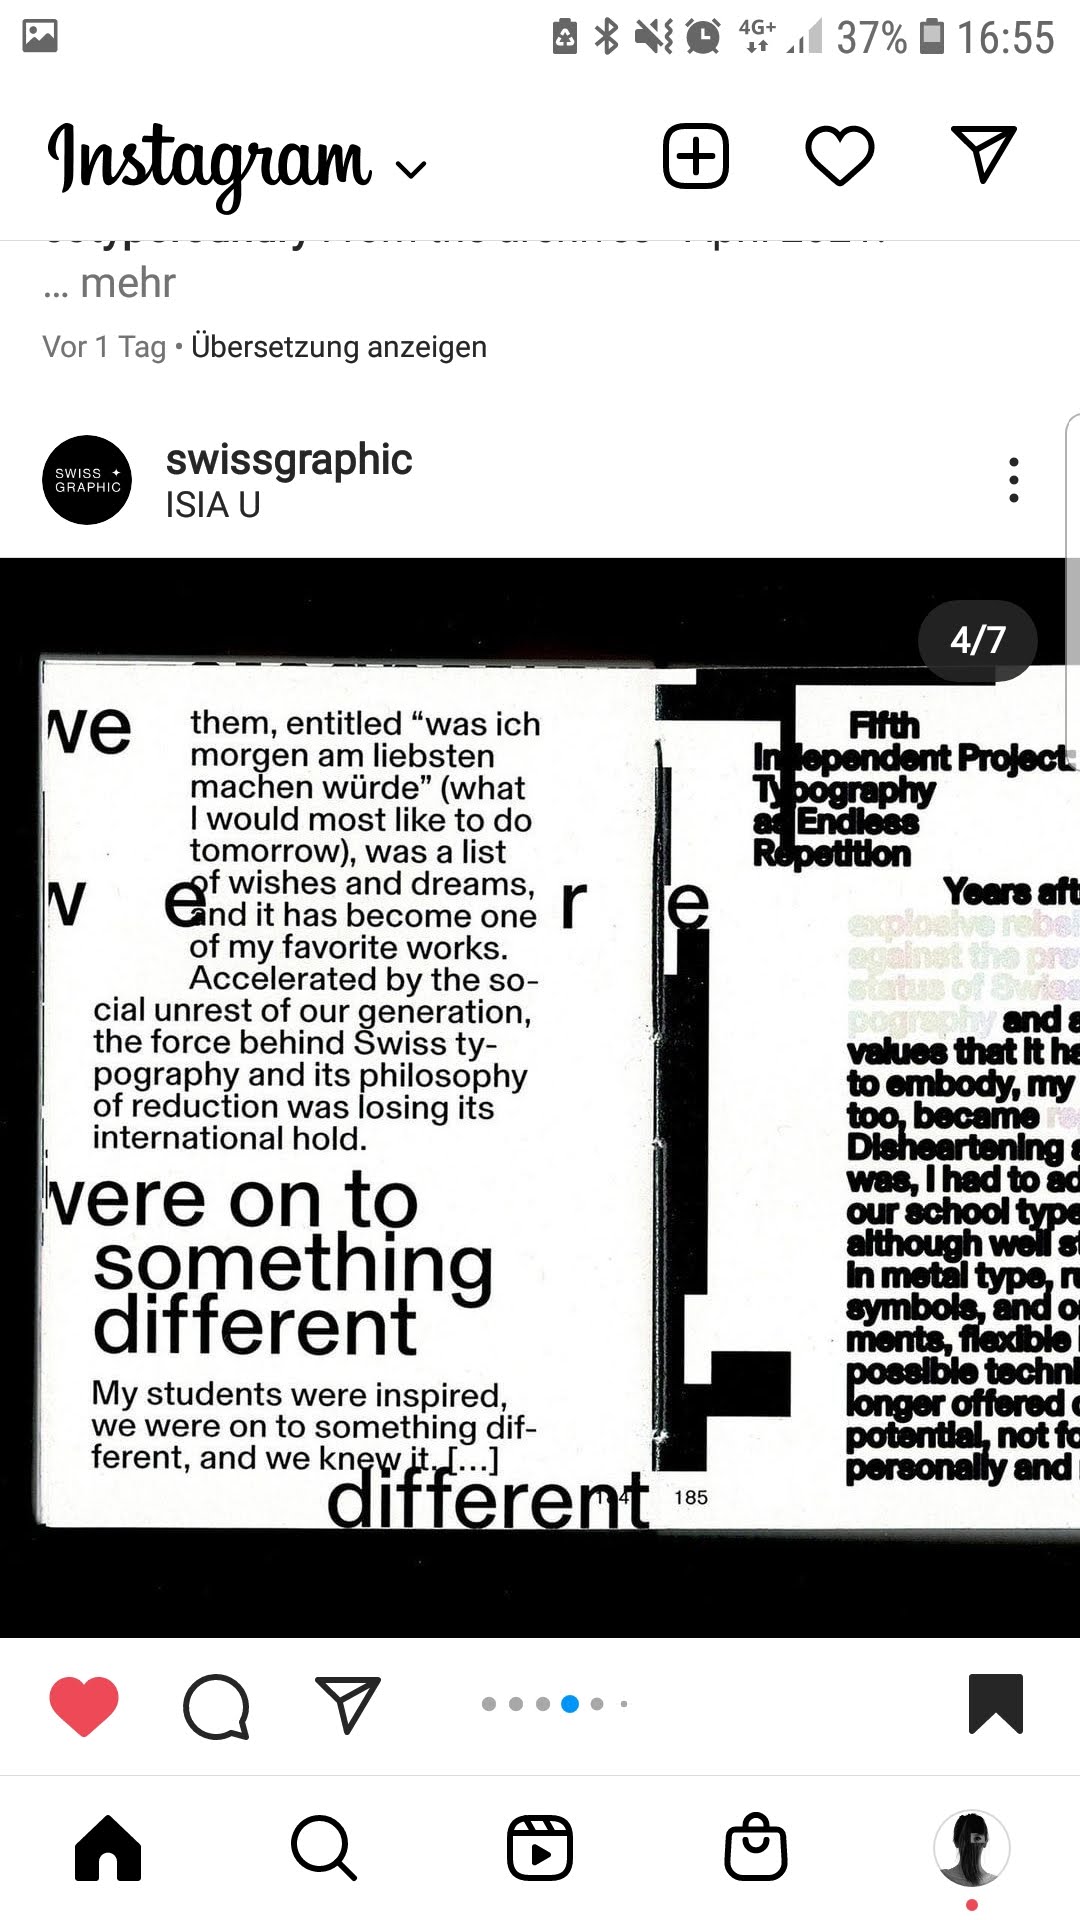 4G+
37%
16:55
Instagram
… mehr
Vor 1 Tag • Übersetzung anzeigen
SWISS
GRAPHIC
swissgraphic
ISIA U
4/7
we
them, entitled “was ich
morgen am liebsten
machen würde” (what
I would most like to do
tomorrow), was a list
of wishes and dreams,
and it has become one
of my favorite works.
Accelerated by the so-
cial unrest of our generation,
the force behind Swiss ty-
pography and its philosophy
of reduction was losing its
international hold.
w e r e
were on to
something
different
My students were inspired,
we were on to something dif-
ferent, and we knew it. […]
different
184
185
Fifth
Independent Project:
Typography
as Endless
Repetition
Years aft
explosive rebel
against the pre
status of Swiss
pography and a
values that it ha
to embody, my
too, became re
Disheartening a
was, I had to ad
our school type
although well st
in metal type, ru
symbols, and or
ments, flexible
possible techni
longer offered
potential, not fo
personally and